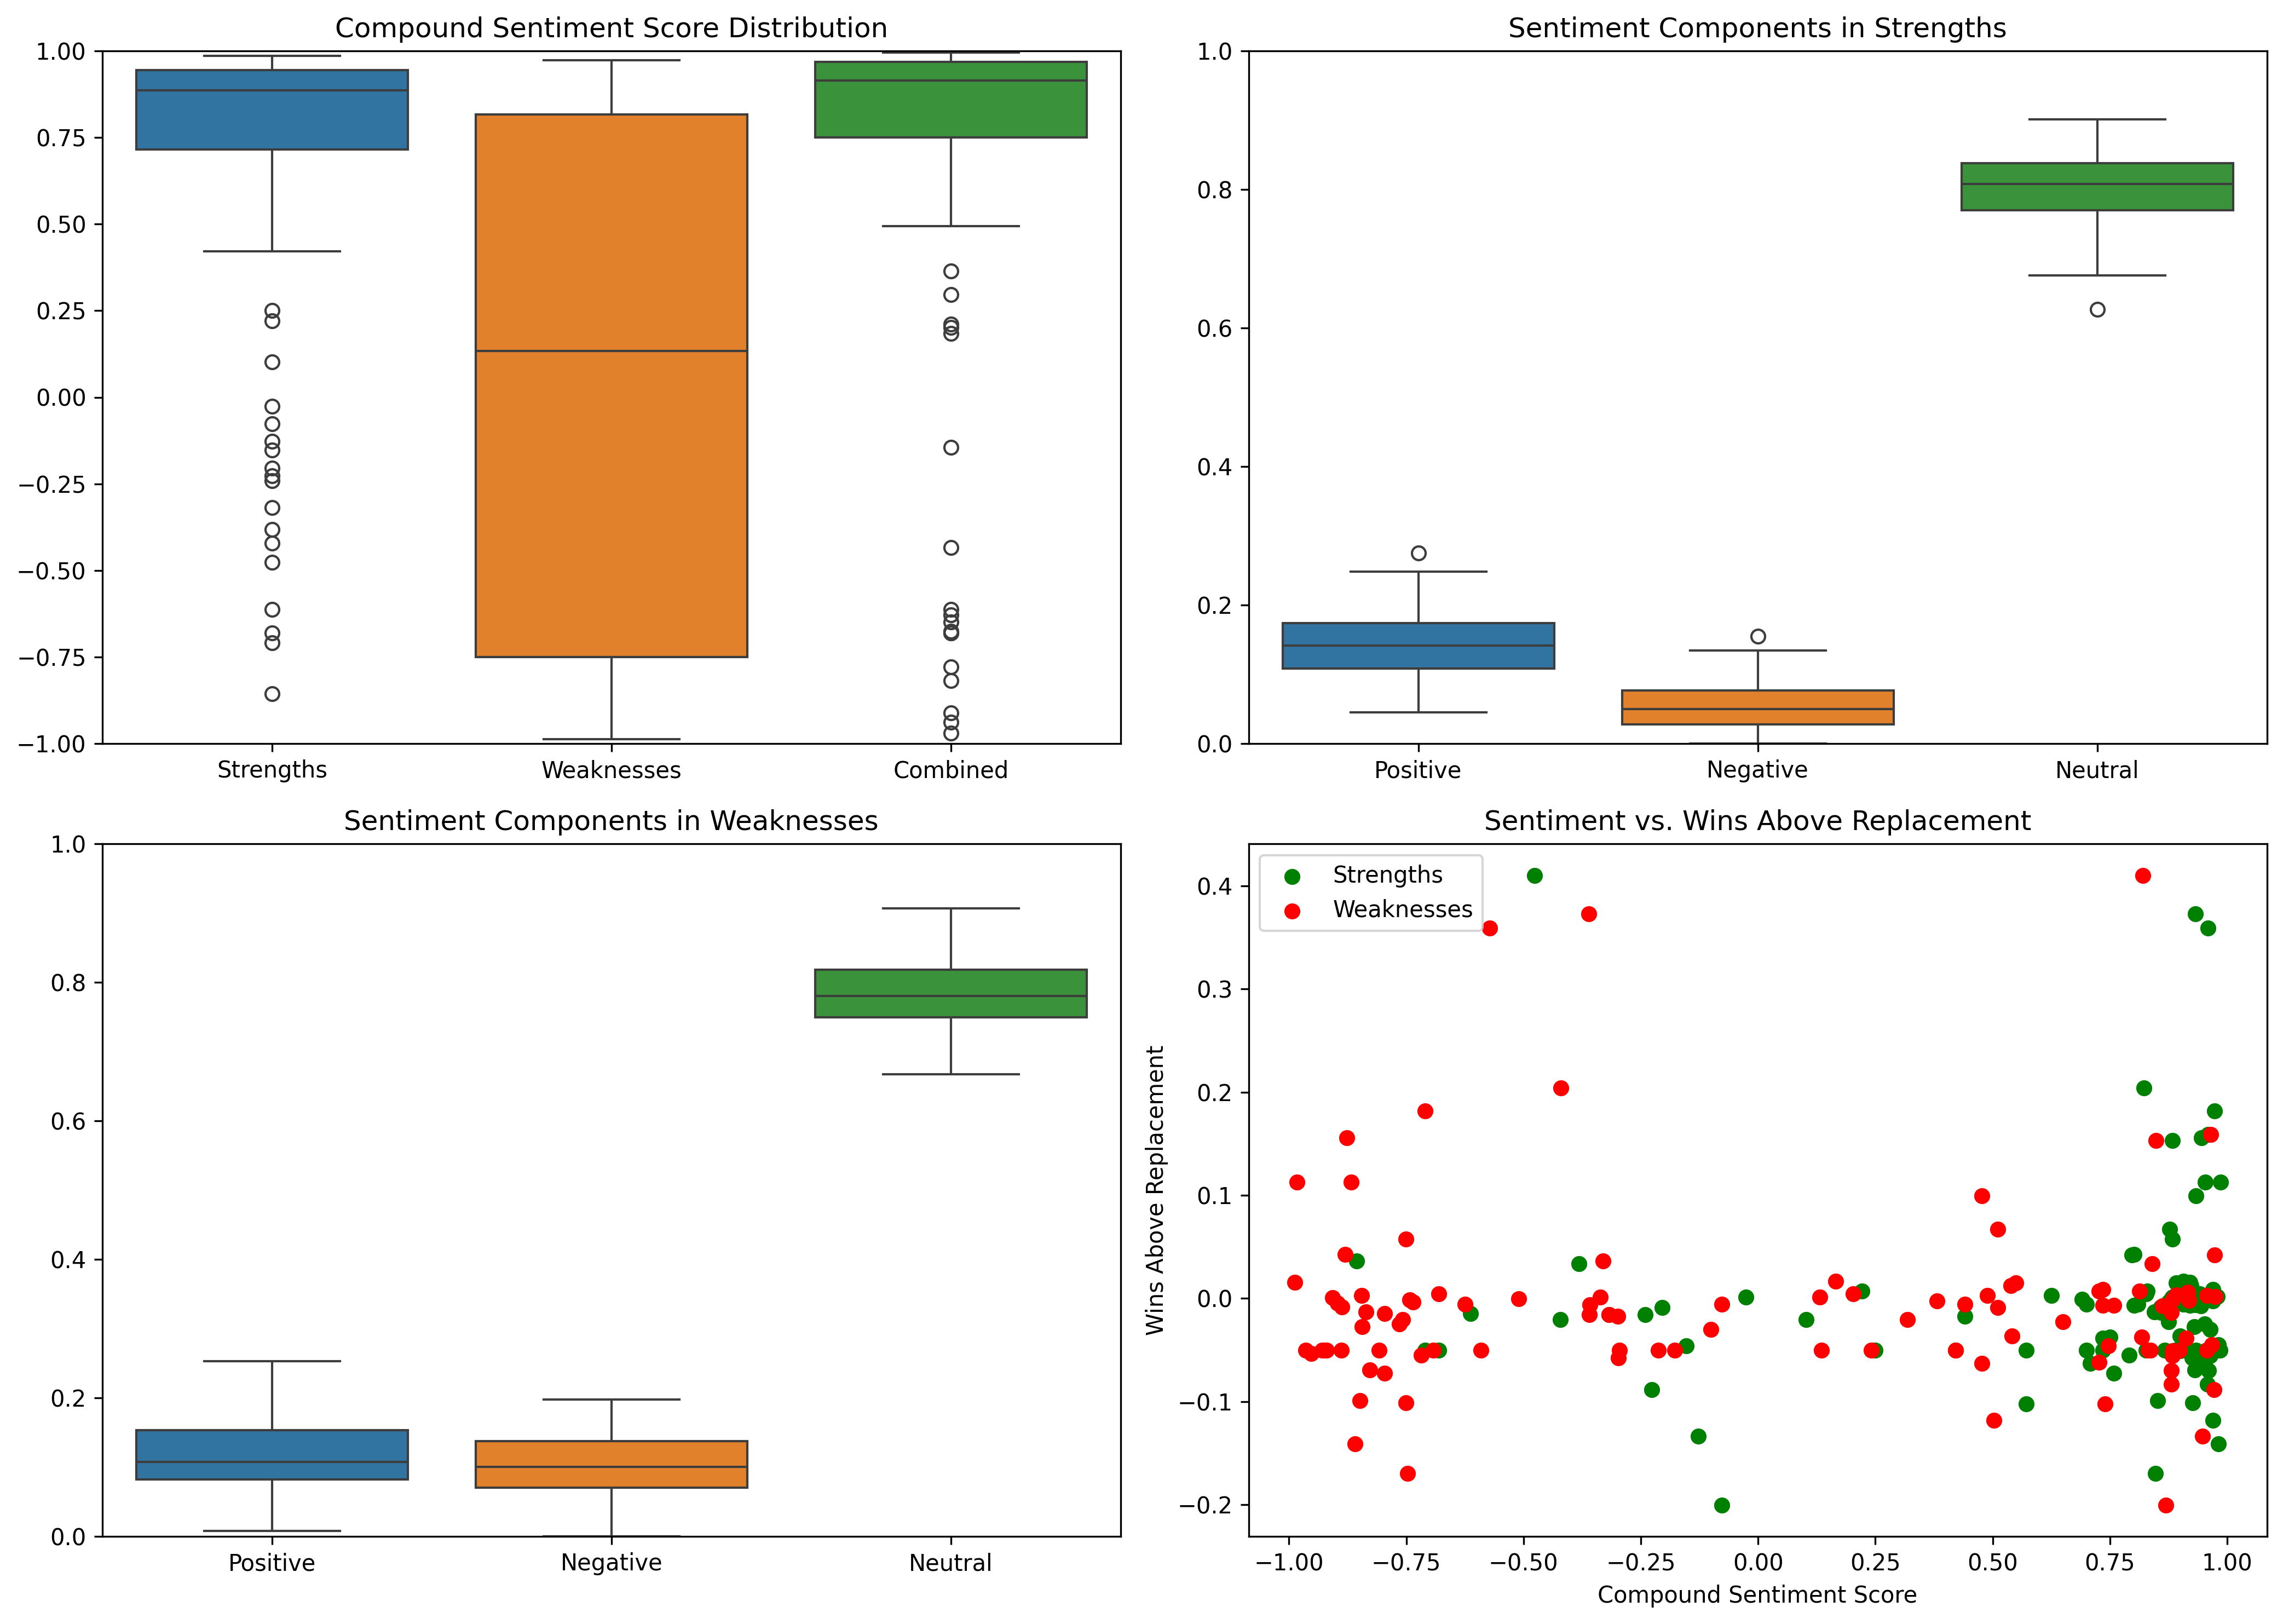 Compound Sentiment Score Distribution
1.00
0.75
0.50
0.25
0.00
−0.25
−0.50
−0.75
−1.00
Strengths
Weaknesses
Combined
Sentiment Components in Strengths
1.0
0.8
0.6
0.4
0.2
0.0
Positive
Negative
Neutral
Sentiment Components in Weaknesses
1.0
0.8
0.6
0.4
0.2
0.0
Positive
Negative
Neutral
Sentiment vs. Wins Above Replacement
Strengths
Weaknesses
Wins Above Replacement
0.4
0.3
0.2
0.1
0.0
−0.1
−0.2
−1.00
−0.75
−0.50
−0.25
0.00
0.25
0.50
0.75
1.00
Compound Sentiment Score